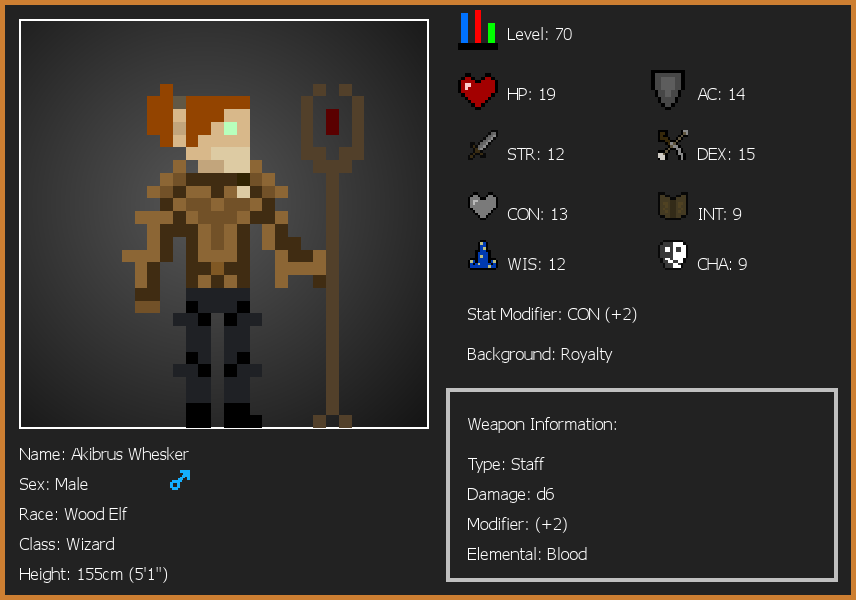 Level: 70
HP: 19
AC: 14
STR: 12
DEX: 15
CON: 13
INT: 9
WIS: 12
CHA: 9
Stat Modifier: CON (+2)
Background: Royalty
Weapon Information:
Type: Staff
Damage: d6
Modifier: (+2)
Elemental: Blood
Name: Akibrus Whesker
Sex: Male
Race: Wood Elf
Class: Wizard
Height: 155cm (5'1")